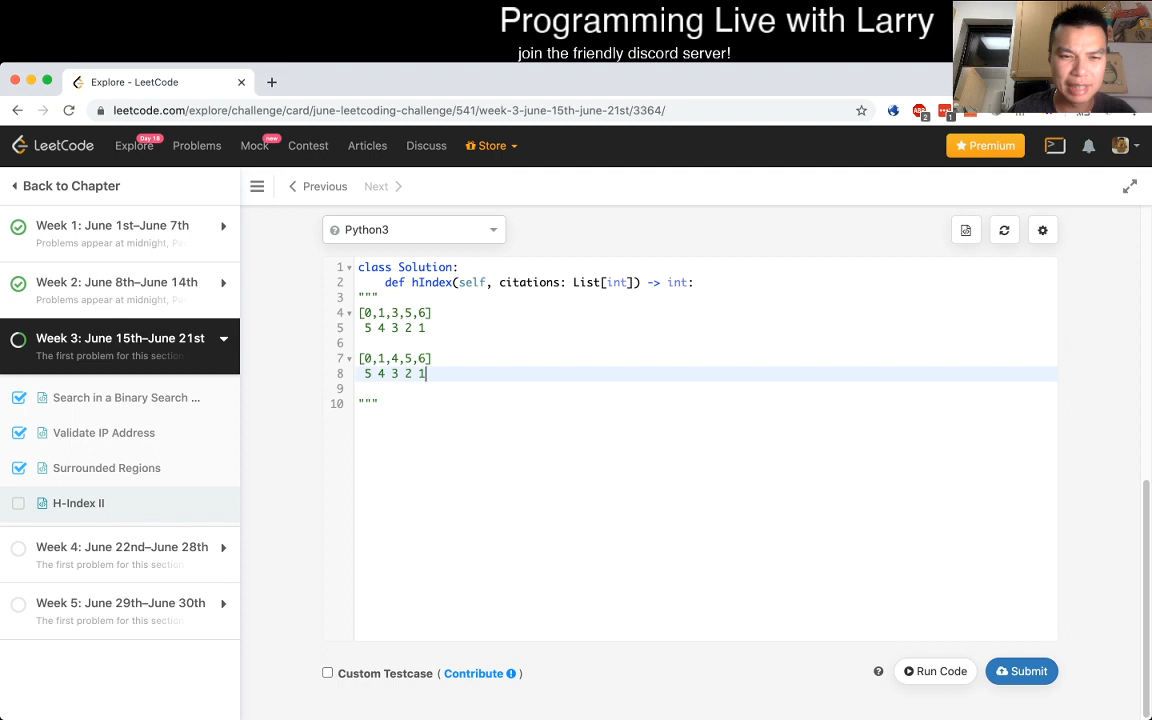 Programming Live with Larry
join the friendly discord server!
Explore - LeetCode
leetcode.com/explore/challenge/card/june-leetcoding-challenge/541/week-3-june-15th-june-21st/3364/
LeetCode Explore Day 18 Problems Mock new Contest Articles Discuss Store Premium
Back to Chapter
Previous Next
Week 1: June 1st–June 7th
Problems appear at midnight, Pa
Week 2: June 8th–June 14th
Problems appear at midnight, Pa
Week 3: June 15th–June 21st
The first problem for this section
Search in a Binary Search ...
Validate IP Address
Surrounded Regions
H-Index II
Week 4: June 22nd–June 28th
The first problem for this section
Week 5: June 29th–June 30th
The first problem for this section
Python3
1 class Solution:
2 def hIndex(self, citations: List[int]) -> int:
3 """
4 [0,1,3,5,6]
5 5 4 3 2 1
6
7 [0,1,4,5,6]
8 5 4 3 2 1
9
10 """
Custom Testcase ( Contribute )
Run Code
Submit